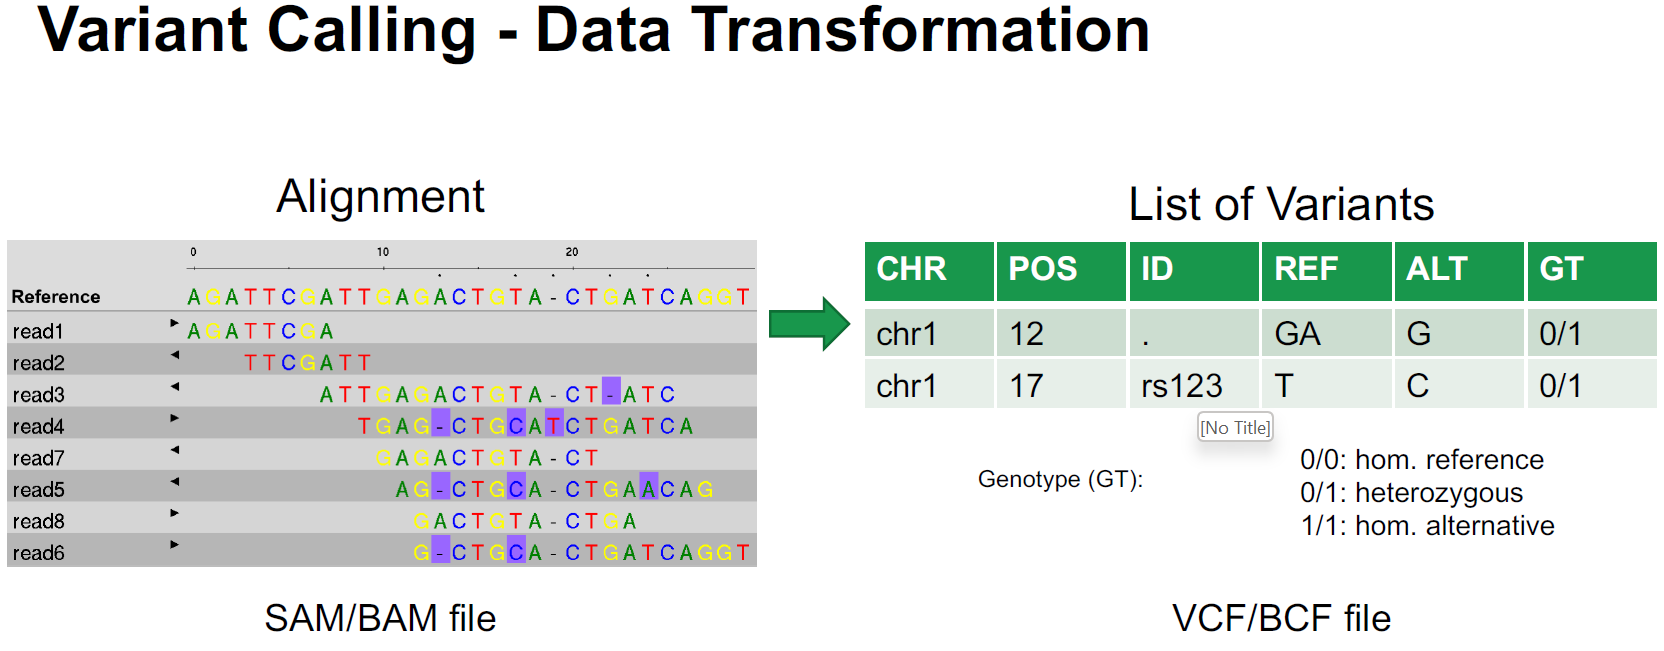 Variant Calling - Data Transformation
Alignment
0 10 20
Reference AGATTCGATTGAGACTGTA-CTGATCAGGT
read1 AGATTCGA
read2 TTCGATT
read3 ATTGAGACTGTA-CT-ATC
read4 TGAG-CTGCATCTGATCA
read7 GAGACTGTA-CT
read5 AG-CTGCA-CTGAACAG
read8 GACTGTA-CTGA
read6 G-CTGCA-CTGATCAGGT
SAM/BAM file
List of Variants
CHR POS ID REF ALT GT
chr1 12 . GA G 0/1
chr1 17 rs123 T C 0/1
[No Title]
Genotype (GT):
0/0: hom. reference
0/1: heterozygous
1/1: hom. alternative
VCF/BCF file